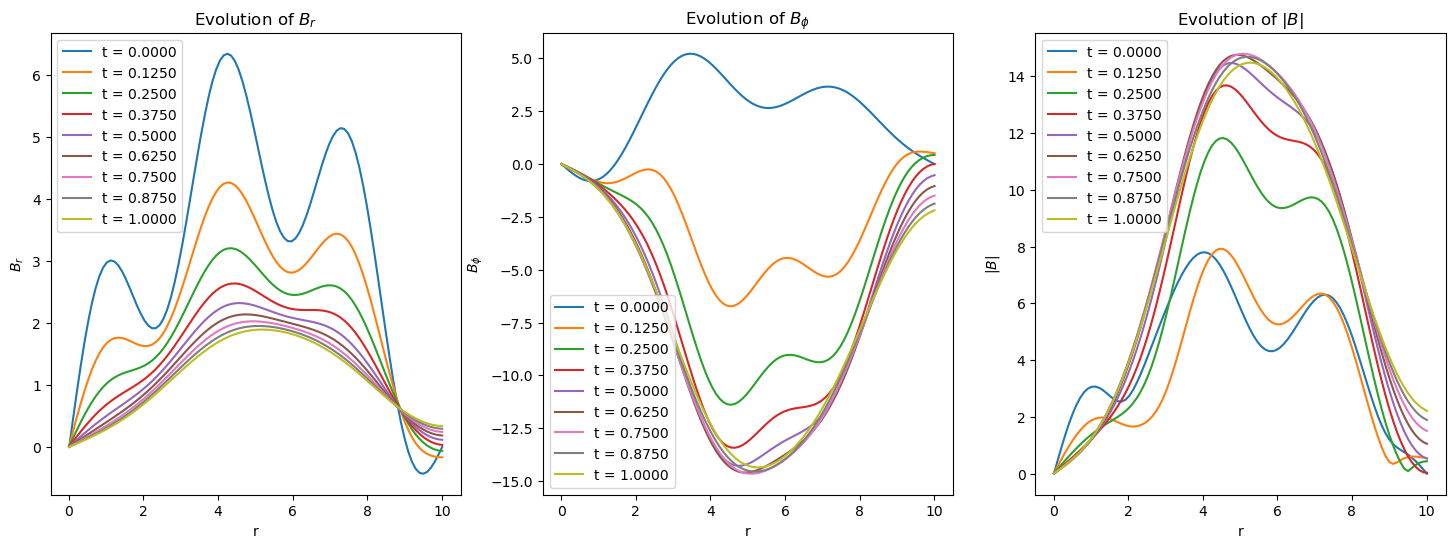 Evolution of B_r
B_r
6
5
4
3
2
1
0
t = 0.0000
t = 0.1250
t = 0.2500
t = 0.3750
t = 0.5000
t = 0.6250
t = 0.7500
t = 0.8750
t = 1.0000
0 2 4 6 8 10
r
Evolution of B_ϕ
B_ϕ
5.0
2.5
0.0
−2.5
−5.0
−7.5
−10.0
−12.5
−15.0
t = 0.0000
t = 0.1250
t = 0.2500
t = 0.3750
t = 0.5000
t = 0.6250
t = 0.7500
t = 0.8750
t = 1.0000
0 2 4 6 8 10
r
Evolution of |B|
|B|
14
12
10
8
6
4
2
0
t = 0.0000
t = 0.1250
t = 0.2500
t = 0.3750
t = 0.5000
t = 0.6250
t = 0.7500
t = 0.8750
t = 1.0000
0 2 4 6 8 10
r